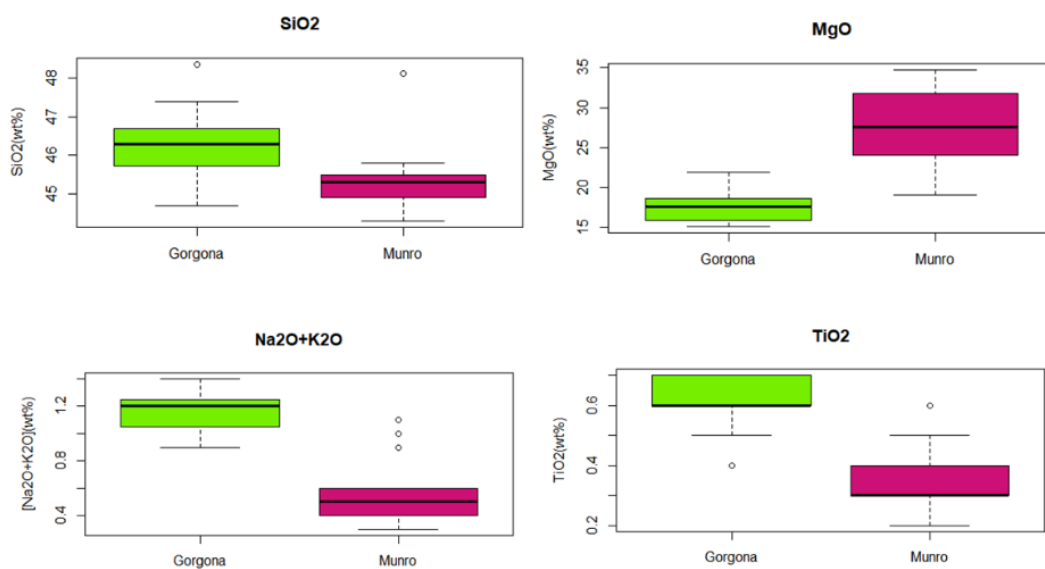 SiO2
SiO2(wt%)
48
47
46
45
Gorgona Munro
MgO
MgO(wt%)
35
30
25
20
15
Gorgona Munro
Na2O+K2O
[Na2O+K2O](wt%)
1.2
0.8
0.4
Gorgona Munro
TiO2
TiO2(wt%)
0.6
0.4
0.2
Gorgona Munro